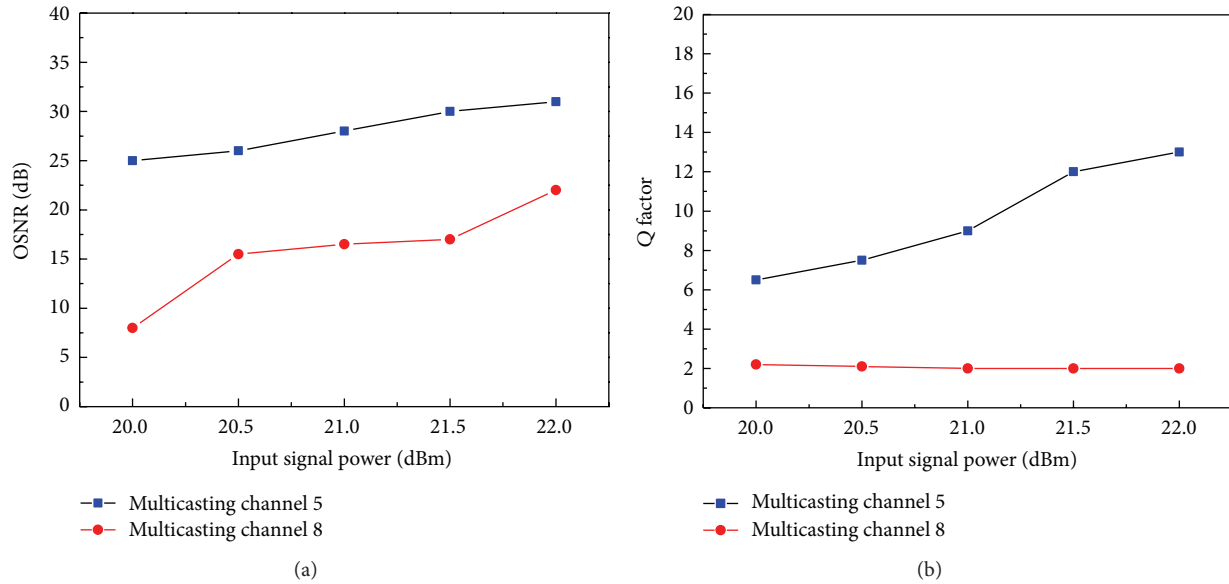 40
35
30
25
20
15
10
5
0
OSNR (dB)
20.0 20.5 21.0 21.5 22.0
Input signal power (dBm)
Multicasting channel 5
Multicasting channel 8
(a)
20
18
16
14
12
10
8
6
4
2
0
Q factor
20.0 20.5 21.0 21.5 22.0
Input signal power (dBm)
Multicasting channel 5
Multicasting channel 8
(b)